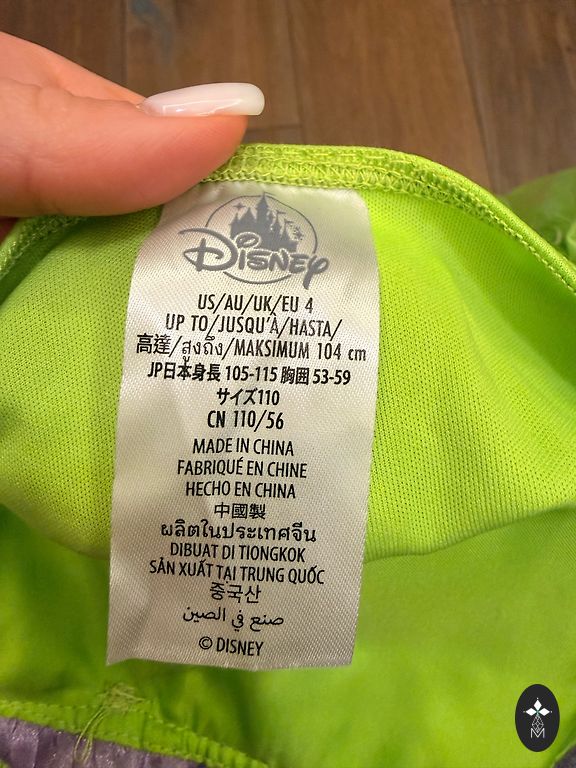 Disney
US/AU/UK/EU 4
UP TO/JUSQU'À/HASTA/
高達/สูงถึง/MAKSIMUM 104 cm
JP日本身長 105-115 胸囲 53-59
サイズ110
CN 110/56
MADE IN CHINA
FABRIQUÉ EN CHINE
HECHO EN CHINA
中國製
ผลิตในประเทศจีน
DIBUAT DI TIONGKOK
SẢN XUẤT TẠI TRUNG QUỐC
중국산
صنع في الصين
© DISNEY
M